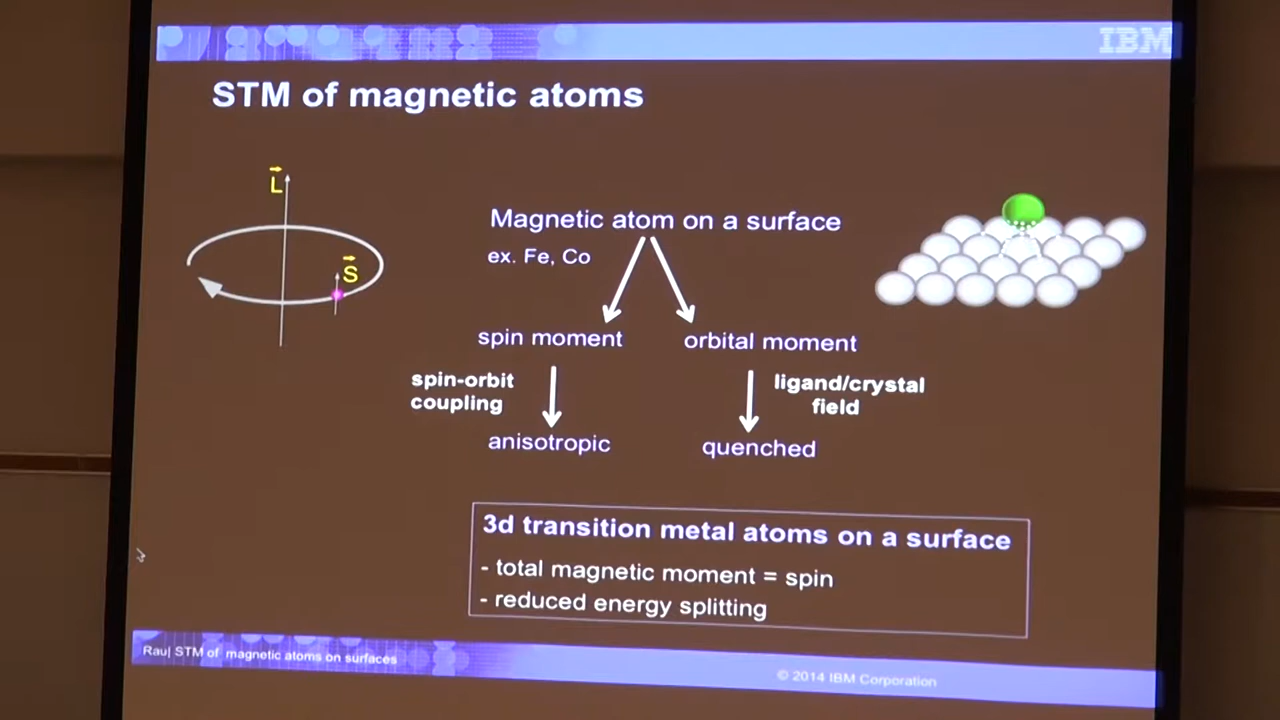 IBM
STM of magnetic atoms
L
S
Magnetic atom on a surface
ex. Fe, Co
spin moment
orbital moment
spin-orbit
coupling
ligand/crystal
field
anisotropic
quenched
3d transition metal atoms on a surface
- total magnetic moment = spin
- reduced energy splitting
Rau| STM of magnetic atoms on surfaces
© 2014 IBM Corporation